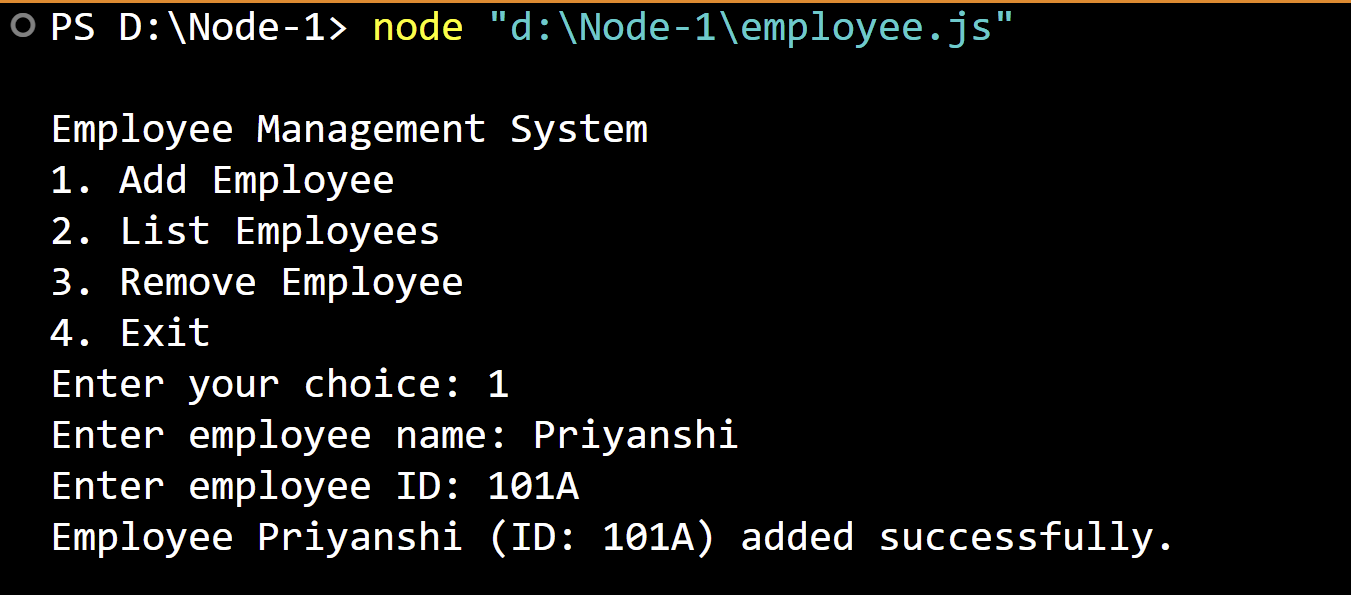 PS D:\Node-1> node "d:\Node-1\employee.js"
Employee Management System
1. Add Employee
2. List Employees
3. Remove Employee
4. Exit
Enter your choice: 1
Enter employee name: Priyanshi
Enter employee ID: 101A
Employee Priyanshi (ID: 101A) added successfully.